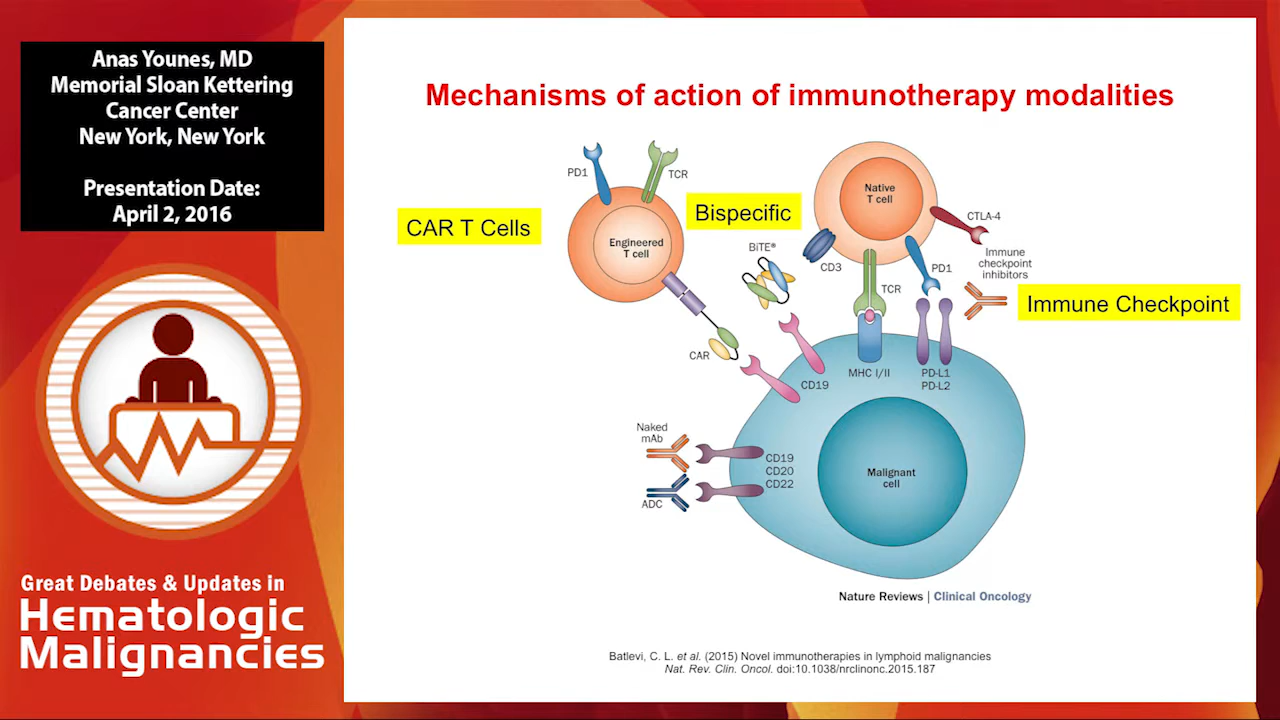 Anas Younes, MD
Memorial Sloan Kettering
Cancer Center
New York, New York
Presentation Date:
April 2, 2016
Great Debates & Updates in
Hematologic
Malignancies
Mechanisms of action of immunotherapy modalities
PD1
TCR
CAR T Cells
Engineered
T cell
Bispecific
BiTE®
Native
T cell
CTLA-4
CD3
TCR
PD1
Immune
checkpoint
inhibitors
Immune Checkpoint
CAR
CD19
MHC I/II
PD-L1
PD-L2
Naked
mAb
ADC
CD19
CD20
CD22
Malignant
cell
Nature Reviews | Clinical Oncology
Batlevi, C. L. et al. (2015) Novel immunotherapies in lymphoid malignancies
Nat. Rev. Clin. Oncol. doi:10.1038/nrclinonc.2015.187